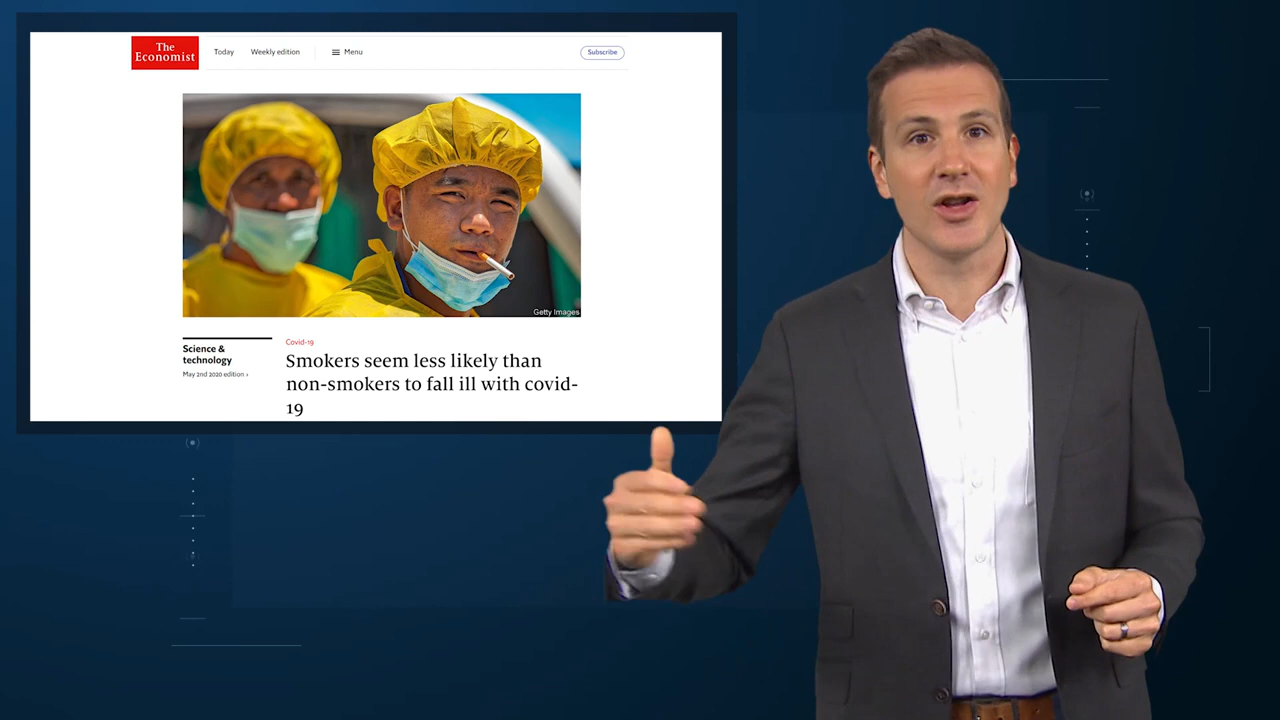 The
Economist
Today
Weekly edition
Menu
Subscribe
Getty Images
Science &
technology
May 2nd 2020 edition ›
Covid-19
Smokers seem less likely than
non-smokers to fall ill with covid-
19